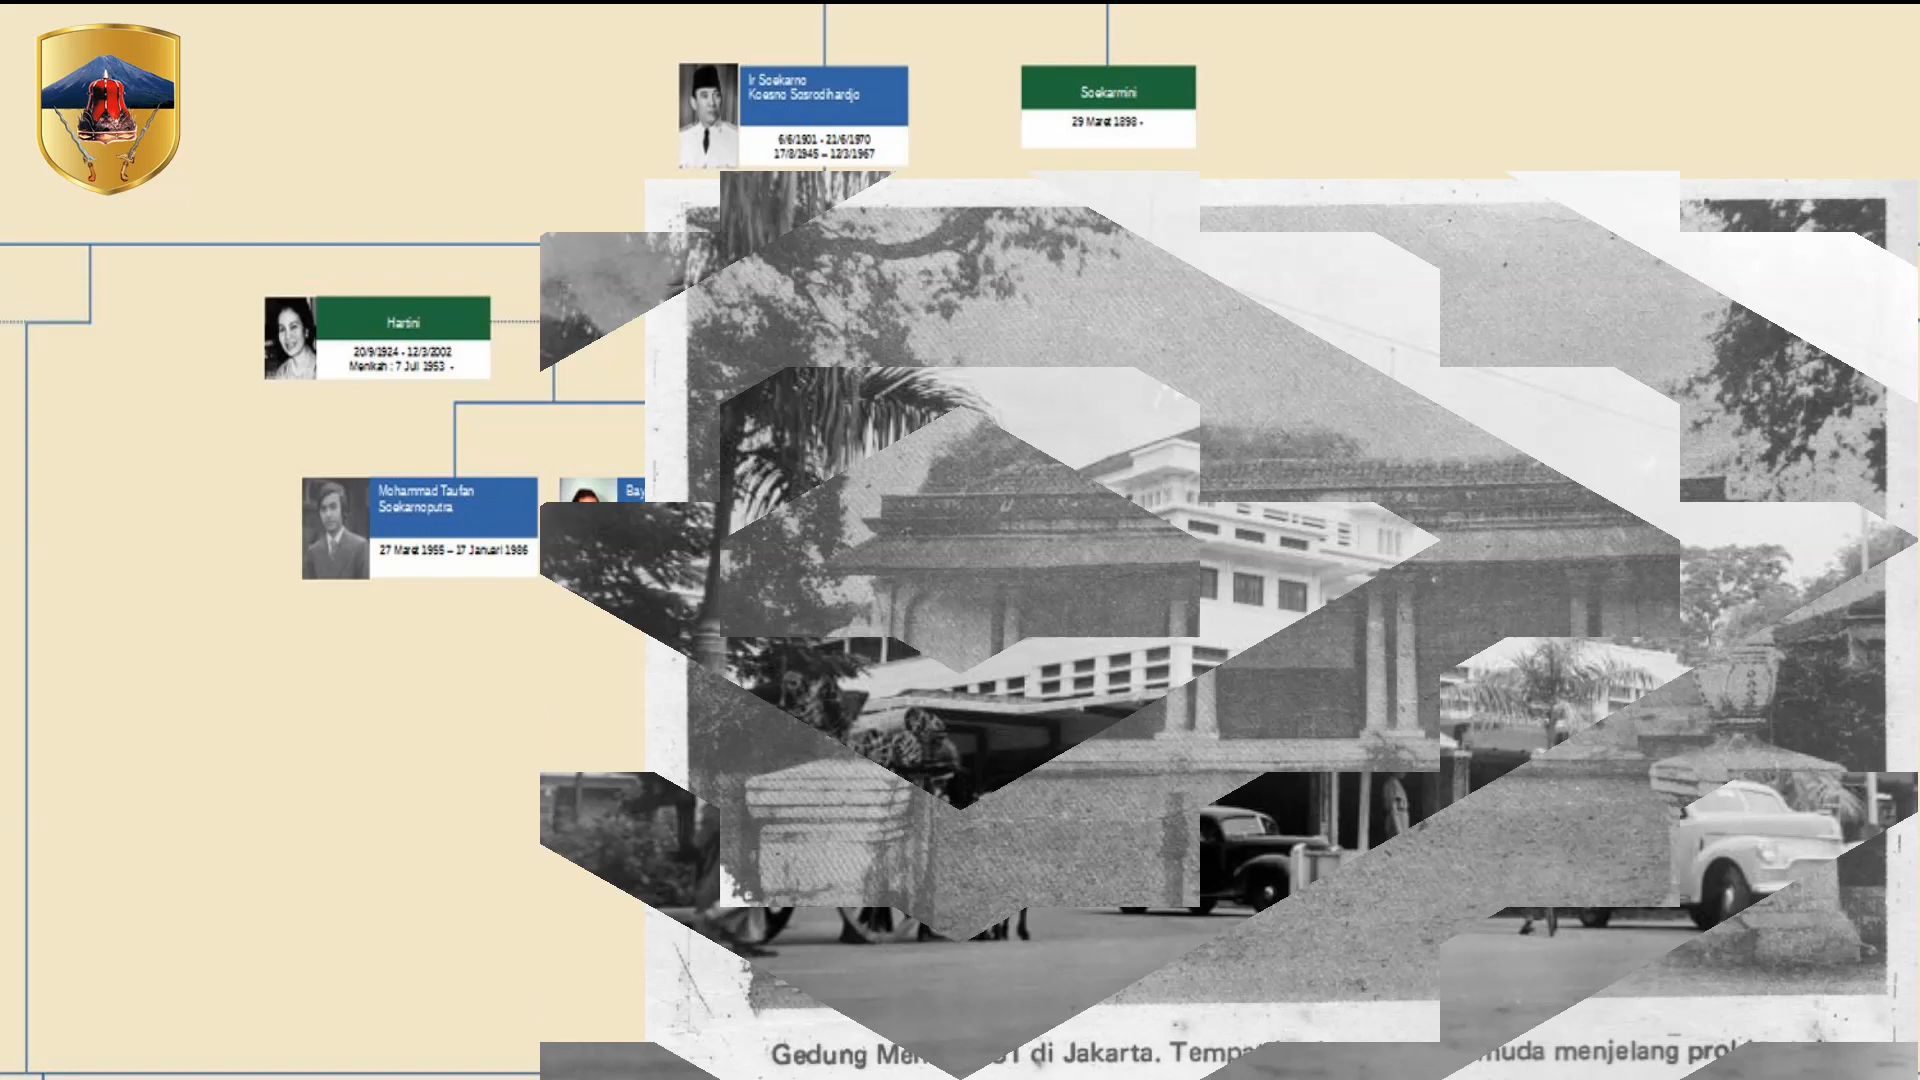 Ir Soekarno
Koesno Sosrodihardjo
6/6/1901 - 21/6/1970
17/8/1945 – 12/3/1967
Soekarmini
29 Maret 1898 -
Hartini
20/9/1924 - 12/3/2002
Menikah : 7 Juli 1953 -
Mohammad Taufan
Soekarnoputra
27 Maret 1955 – 17 Januari 1986
Bay
Gedung Men di Jakarta. Temp muda menjelang pro